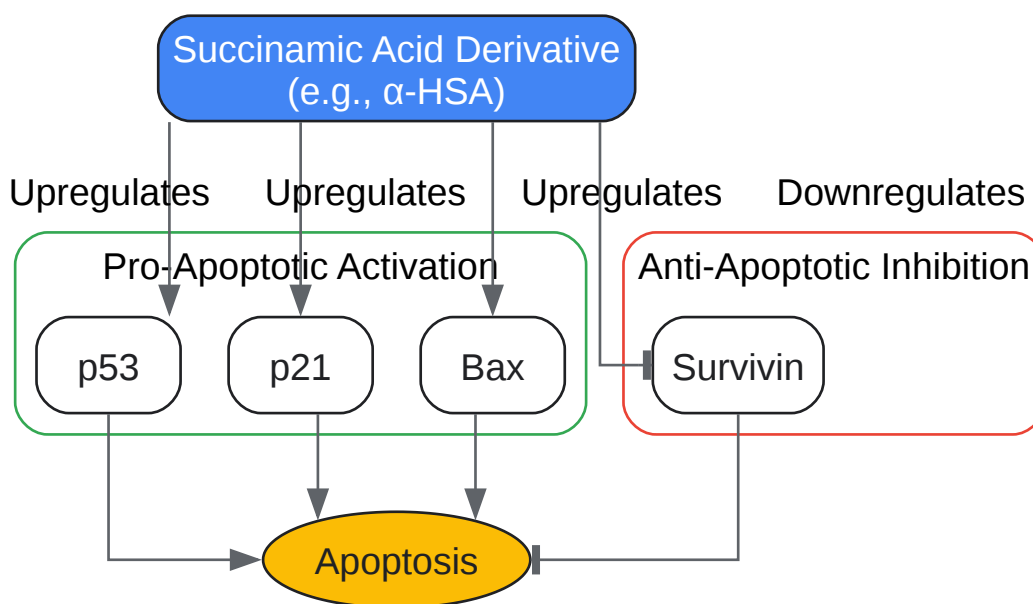 Succinamic Acid Derivative
(e.g., α-HSA)
Upregulates
Upregulates
Upregulates
Downregulates
Pro-Apoptotic Activation
Anti-Apoptotic Inhibition
p53
p21
Bax
Survivin
Apoptosis